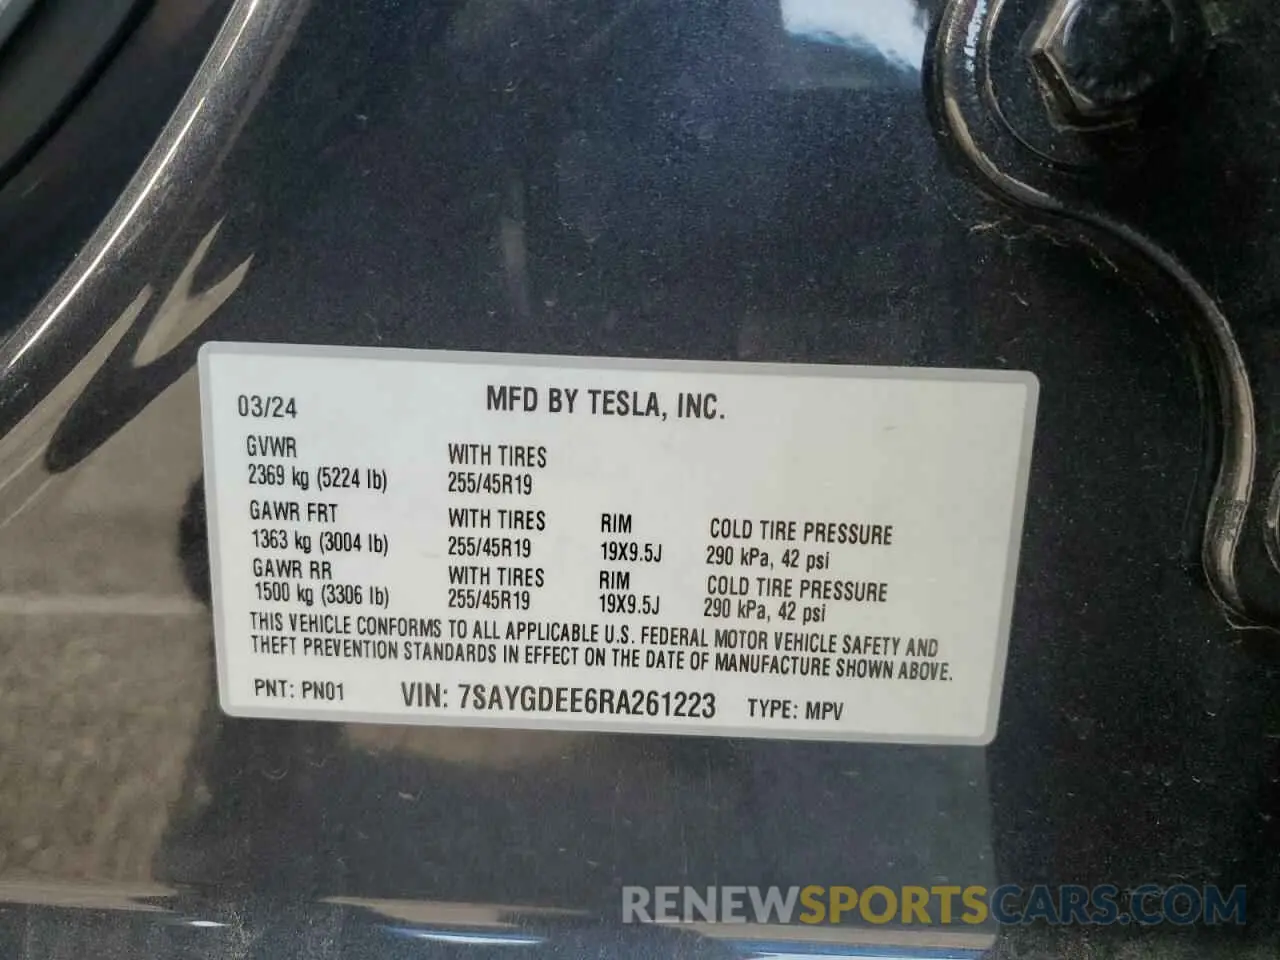 03/24 MFD BY TESLA, INC.
GVWR WITH TIRES
2369 kg (5224 lb) 255/45R19
GAWR FRT WITH TIRES RIM COLD TIRE PRESSURE
1363 kg (3004 lb) 255/45R19 19X9.5J 290 kPa, 42 psi
GAWR RR WITH TIRES RIM COLD TIRE PRESSURE
1500 kg (3306 lb) 255/45R19 19X9.5J 290 kPa, 42 psi
THIS VEHICLE CONFORMS TO ALL APPLICABLE U.S. FEDERAL MOTOR VEHICLE SAFETY AND
THEFT PREVENTION STANDARDS IN EFFECT ON THE DATE OF MANUFACTURE SHOWN ABOVE.
PNT: PN01 VIN: 7SAYGDEE6RA261223 TYPE: MPV
RENEWSPORTSCARS.COM